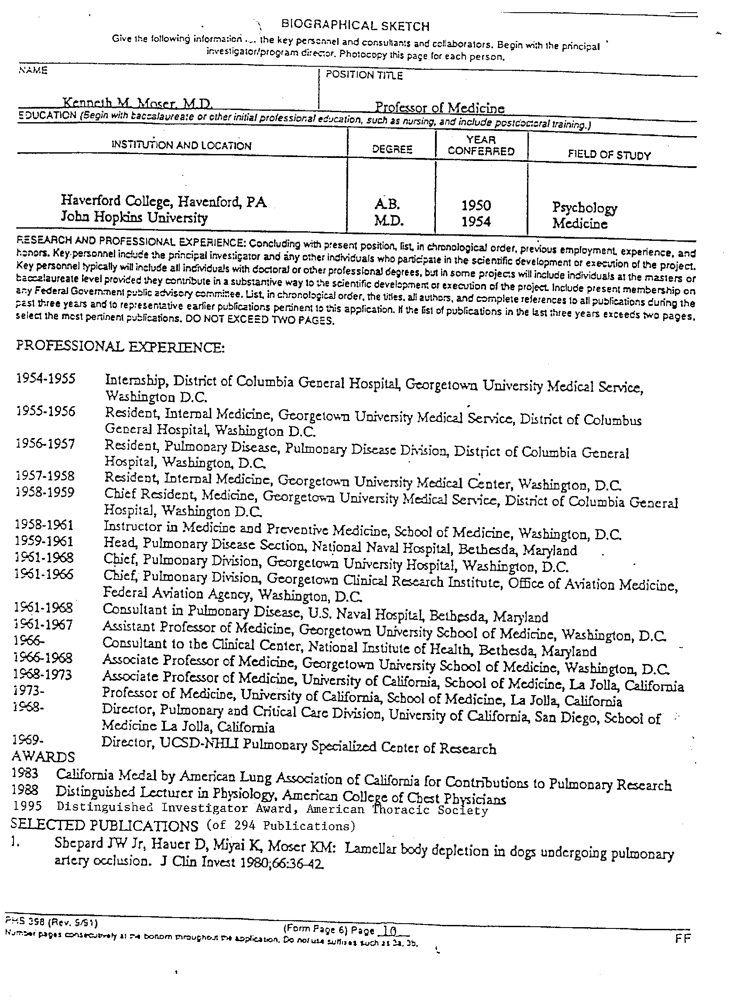 BIOGRAPHICAL SKETCH
Give the following information ... the key personnel and consultants and collaborators. Begin with the principal
investigator/program director. Photocopy this page for each person.
NAME
POSITION TITLE
Kenneth M. Moser, M.D.
Professor of Medicine
EDUCATION (Begin with baccalaureate or other initial professional education, such as nursing, and include postdoctoral training.)
INSTITUTION AND LOCATION
DEGREE
YEAR CONFERRED
FIELD OF STUDY
Haverford College, Havenford, PA A.B. 1950 Psychology
John Hopkins University M.D. 1954 Medicine
RESEARCH AND PROFESSIONAL EXPERIENCE: Concluding with present position, list, in chronological order, previous employment, experience, and
honors. Key personnel include the principal investigator and any other individuals who participate in the scientific development or execution of the project.
Key personnel typically will include all individuals with doctoral or other professional degrees, but in some projects will include individuals at the masters or
baccalaureate level provided they contribute in a substantive way to the scientific development or execution of the project. Include present membership on
any Federal Government public advisory committee. List, in chronological order, the titles, all authors, and complete references to all publications during the
past three years and to representative earlier publications pertinent to this application. If the list of publications in the last three years exceeds two pages,
select the most pertinent publications. DO NOT EXCEED TWO PAGES.
PROFESSIONAL EXPERIENCE:
1954-1955 Internship, District of Columbia General Hospital, Georgetown University Medical Service,
Washington D.C.
1955-1956 Resident, Internal Medicine, Georgetown University Medical Service, District of Columbus
General Hospital, Washington D.C.
1956-1957 Resident, Pulmonary Disease, Pulmonary Disease Division, District of Columbia General
Hospital, Washington, D.C.
1957-1958 Resident, Internal Medicine, Georgetown University Medical Center, Washington, D.C.
1958-1959 Chief Resident, Medicine, Georgetown University Medical Service, District of Columbia General
Hospital, Washington D.C.
1958-1961 Instructor in Medicine and Preventive Medicine, School of Medicine, Washington, D.C.
1959-1961 Head, Pulmonary Disease Section, National Naval Hospital, Bethesda, Maryland
1961-1968 Chief, Pulmonary Division, Georgetown University Hospital, Washington, D.C.
1961-1966 Chief, Pulmonary Division, Georgetown Clinical Research Institute, Office of Aviation Medicine,
Federal Aviation Agency, Washington, D.C.
1961-1968 Consultant in Pulmonary Disease, U.S. Naval Hospital, Bethesda, Maryland
1961-1967 Assistant Professor of Medicine, Georgetown University School of Medicine, Washington, D.C.
1966- Consultant to the Clinical Center, National Institute of Health, Bethesda, Maryland
1966-1968 Associate Professor of Medicine, Georgetown University School of Medicine, Washington, D.C.
1968-1973 Associate Professor of Medicine, University of California, School of Medicine, La Jolla, California
1973- Professor of Medicine, University of California, School of Medicine, La Jolla, California
1968- Director, Pulmonary and Critical Care Division, University of California, San Diego, School of
Medicine La Jolla, California
1969- Director, UCSD-NHLI Pulmonary Specialized Center of Research
AWARDS
1983 California Medal by American Lung Association of California for Contributions to Pulmonary Research
1988 Distinguished Lecturer in Physiology, American College of Chest Physicians
1995 Distinguished Investigator Award, American Thoracic Society
SELECTED PUBLICATIONS (of 294 Publications)
1. Shepard JW Jr, Hauer D, Miyai K, Moser KM: Lamellar body depletion in dogs undergoing pulmonary
artery occlusion. J Clin Invest 1980;66:36-42.
PHS 398 (Rev. 9/91) (Form Page 6) Page 10 FF
Number pages consecutively at the bottom throughout the application. Do not use suffixes such as 3a, 3b.